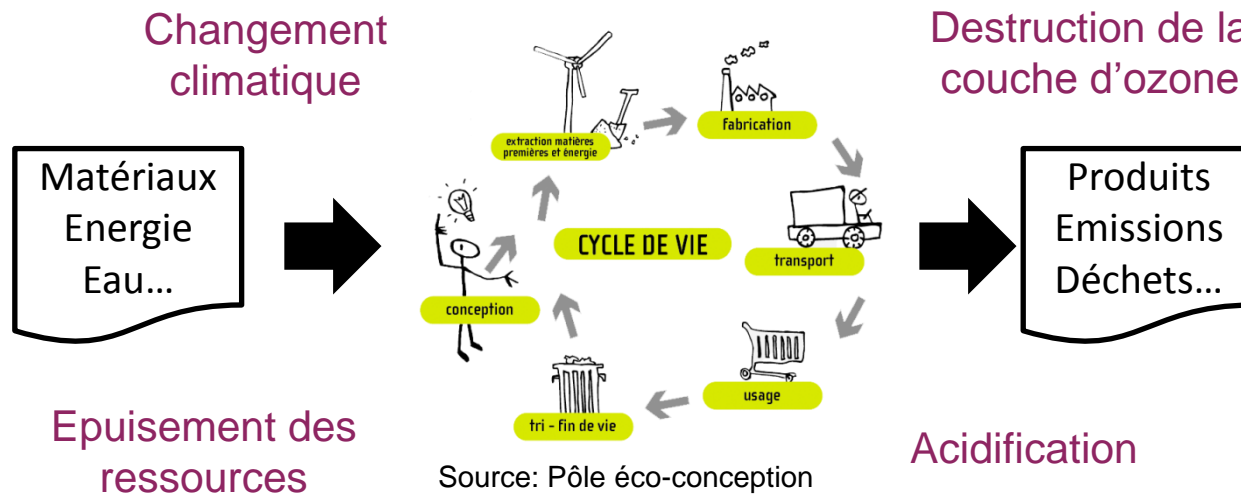 Changement
climatique
Destruction de la
couche d’ozone
extraction matières
premières et énergie
fabrication
Matériaux
Energie
Eau…
CYCLE DE VIE
transport
Produits
Emissions
Déchets…
conception
usage
tri - fin de vie
Epuisement des
ressources
Acidification
Source: Pôle éco-conception